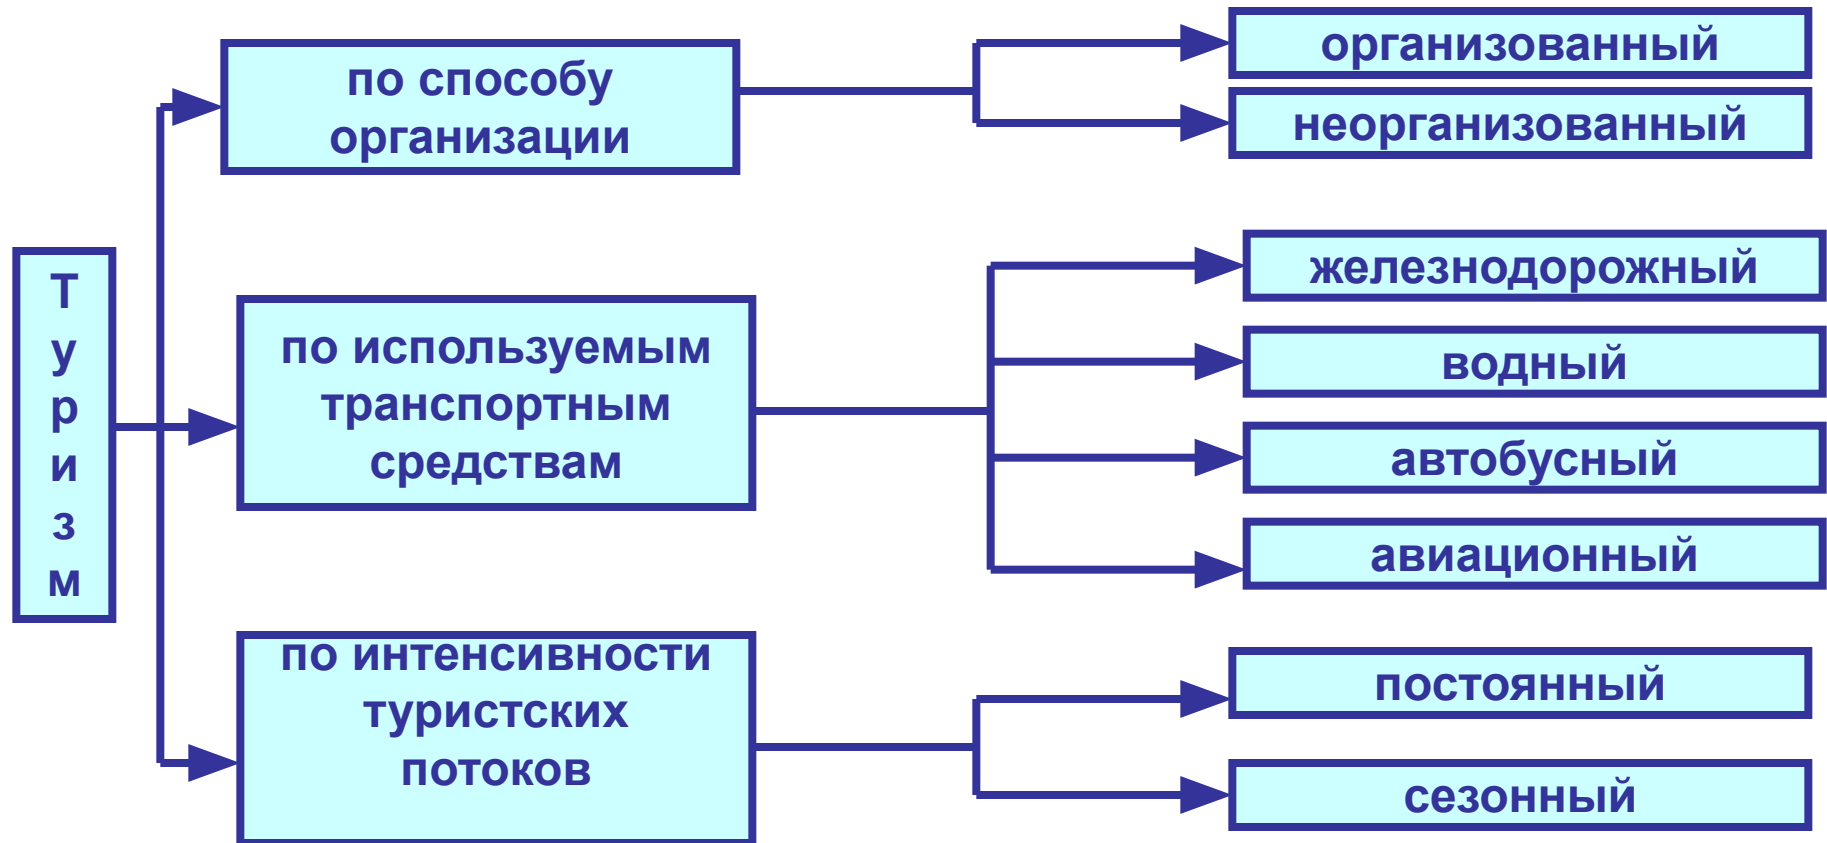 Туризм
по способу
организации
организованный
неорганизованный
по используемым
транспортным
средствам
железнодорожный
водный
автобусный
авиационный
по интенсивности
туристских
потоков
постоянный
сезонный